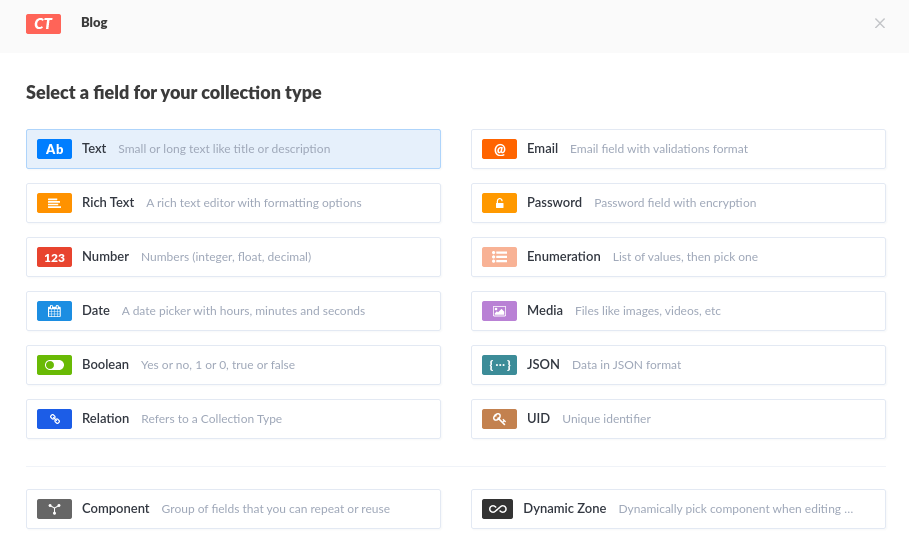 CT Blog
Select a field for your collection type
Ab Text Small or long text like title or description
@ Email Email field with validations format
Rich Text A rich text editor with formatting options
Password Password field with encryption
123 Number Numbers (integer, float, decimal)
Enumeration List of values, then pick one
Date A date picker with hours, minutes and seconds
Media Files like images, videos, etc
Boolean Yes or no, 1 or 0, true or false
{···} JSON Data in JSON format
Relation Refers to a Collection Type
UID Unique identifier
Component Group of fields that you can repeat or reuse
Dynamic Zone Dynamically pick component when editing ...